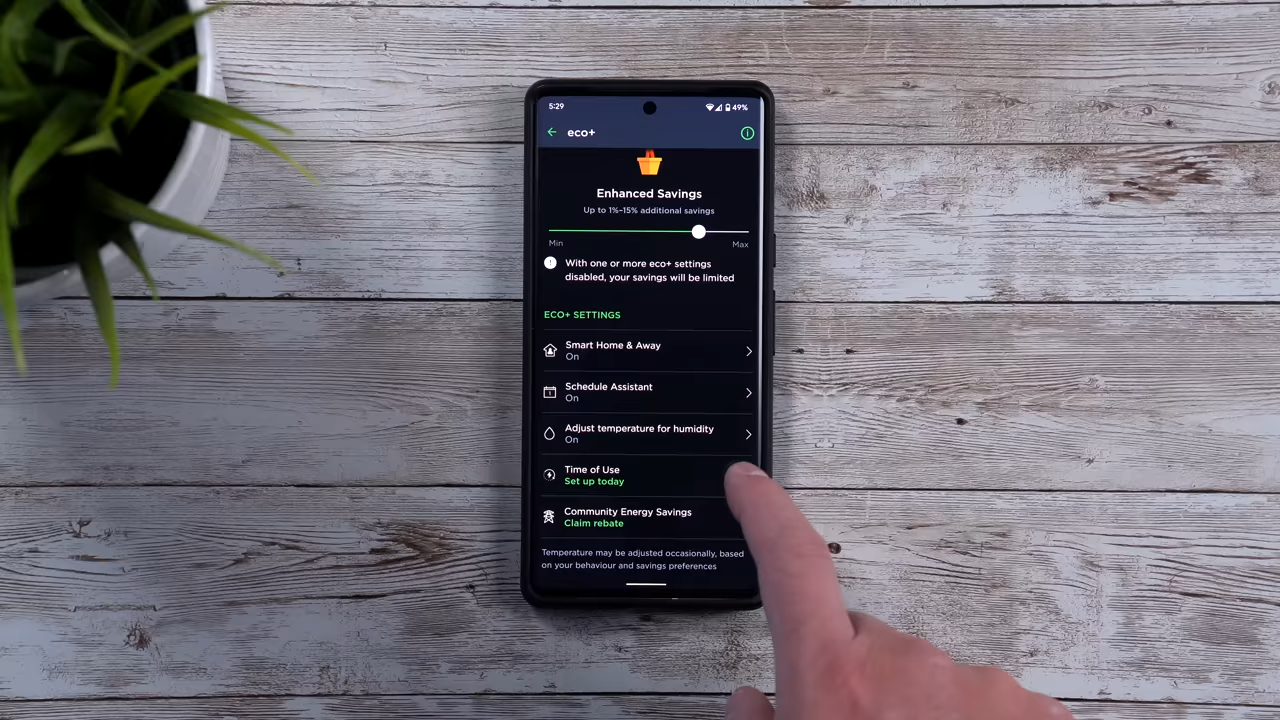 5:29
49%
eco+
Enhanced Savings
Up to 1%-15% additional savings
Min
Max
With one or more eco+ settings
disabled, your savings will be limited
ECO+ SETTINGS
Smart Home & Away
On
Schedule Assistant
On
Adjust temperature for humidity
On
Time of Use
Set up today
Community Energy Savings
Claim rebate
Temperature may be adjusted occasionally, based
on your behaviour and savings preferences